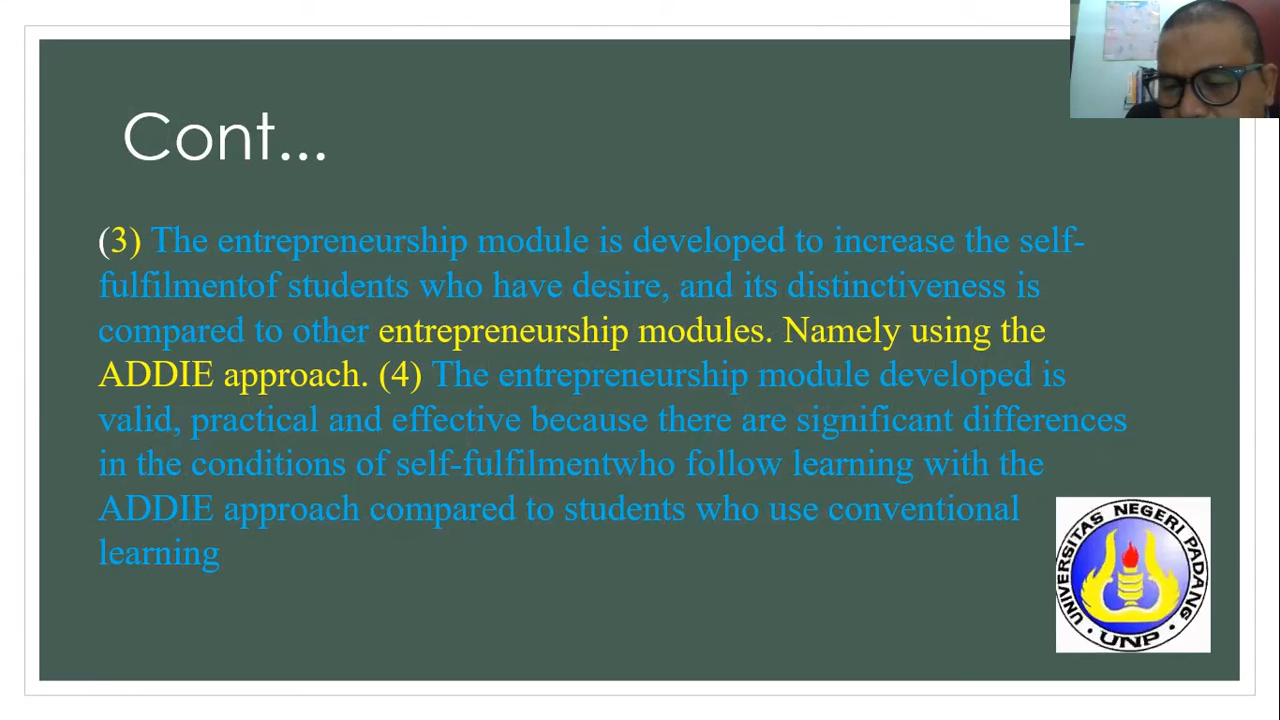 Cont...
(3) The entrepreneurship module is developed to increase the self-
fulfilmentof students who have desire, and its distinctiveness is
compared to other entrepreneurship modules. Namely using the
ADDIE approach. (4) The entrepreneurship module developed is
valid, practical and effective because there are significant differences
in the conditions of self-fulfilmentwho follow learning with the
ADDIE approach compared to students who use conventional
learning
UNIVERSITAS NEGERI PADANG
UNP